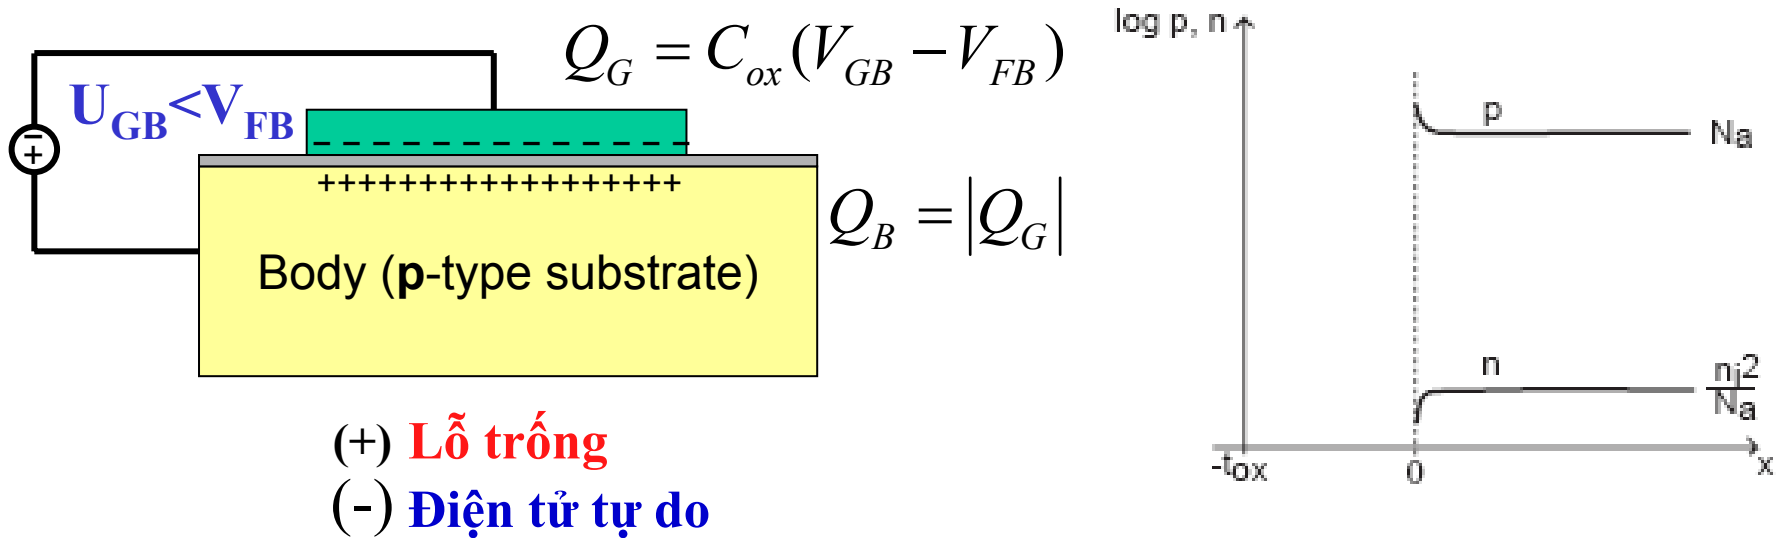 Q_G = C_ox (V_GB − V_FB)
U_GB<V_FB
−
+
− − − − − − − − − − − − − − −
++++++++++++++++++
Q_B = |Q_G|
Body (p-type substrate)
(+) Lỗ trống
(-) Điện tử tự do
log p, n
p
Na
n
ni²/Na
-tox
0
x